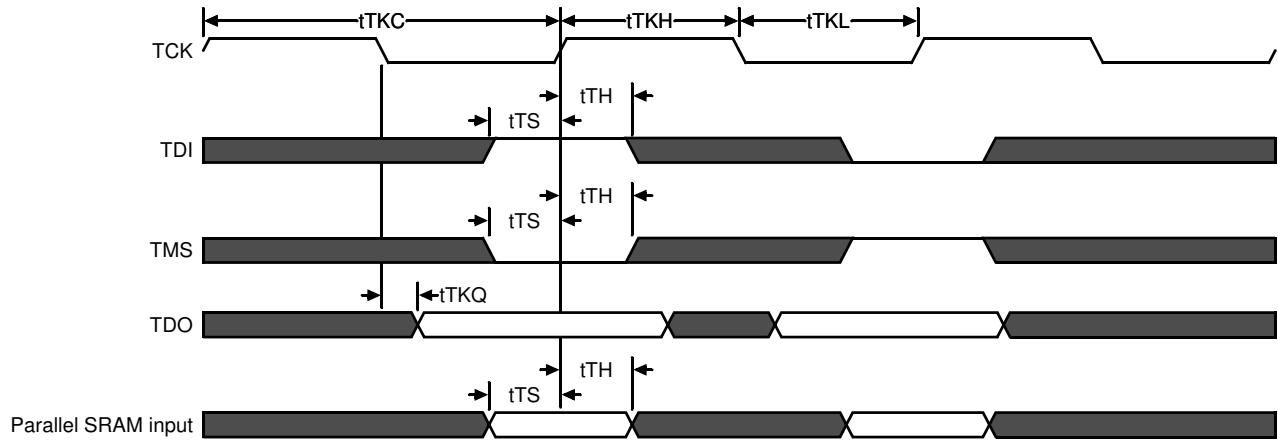 tTKC tTKH tTKL
TCK
tTH
tTS
TDI
tTH
tTS
TMS
tTKQ
TDO
tTH
tTS
Parallel SRAM input